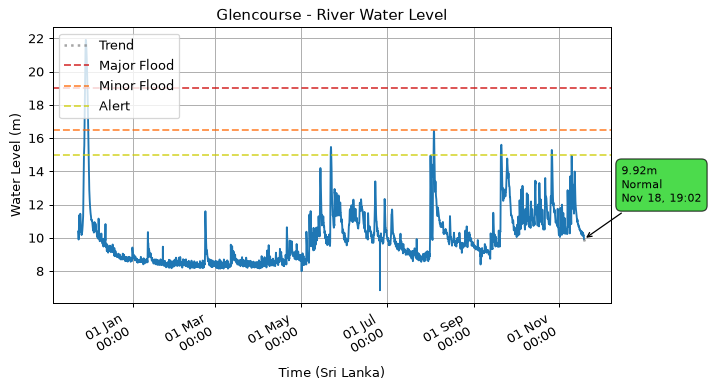 Glencourse - River Water Level
Trend
Major Flood
Minor Flood
Alert
22
20
18
16
14
12
10
8
Water Level (m)
9.92m
Normal
Nov 18, 19:02
01 Jan
00:00
01 Mar
00:00
01 May
00:00
01 Jul
00:00
01 Sep
00:00
01 Nov
00:00
Time (Sri Lanka)